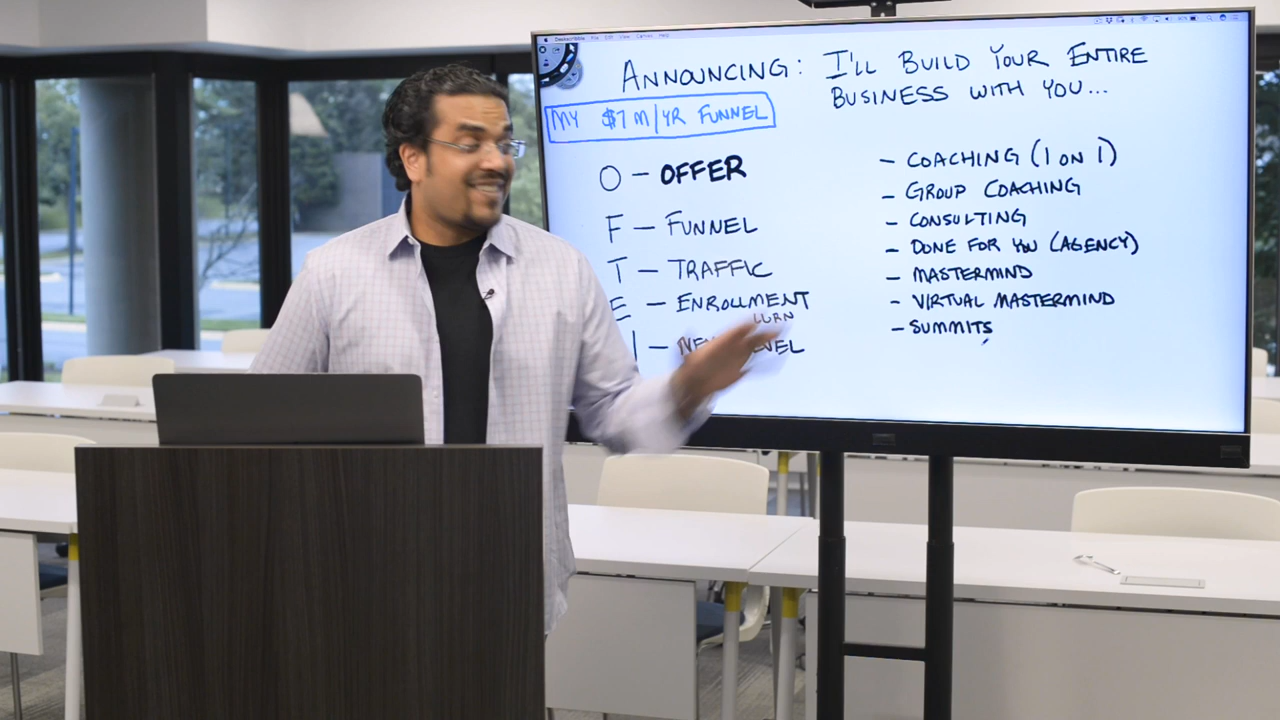 ANNOUNCING: I'LL BUILD YOUR ENTIRE
BUSINESS WITH YOU...
MY $7M/YR FUNNEL
O - OFFER
F - FUNNEL
T - TRAFFIC
E - ENROLLMENT
LURN
- COACHING (1 ON 1)
- GROUP COACHING
- CONSULTING
- DONE FOR YOU (AGENCY)
- MASTERMIND
- VIRTUAL MASTERMIND
- SUMMITS